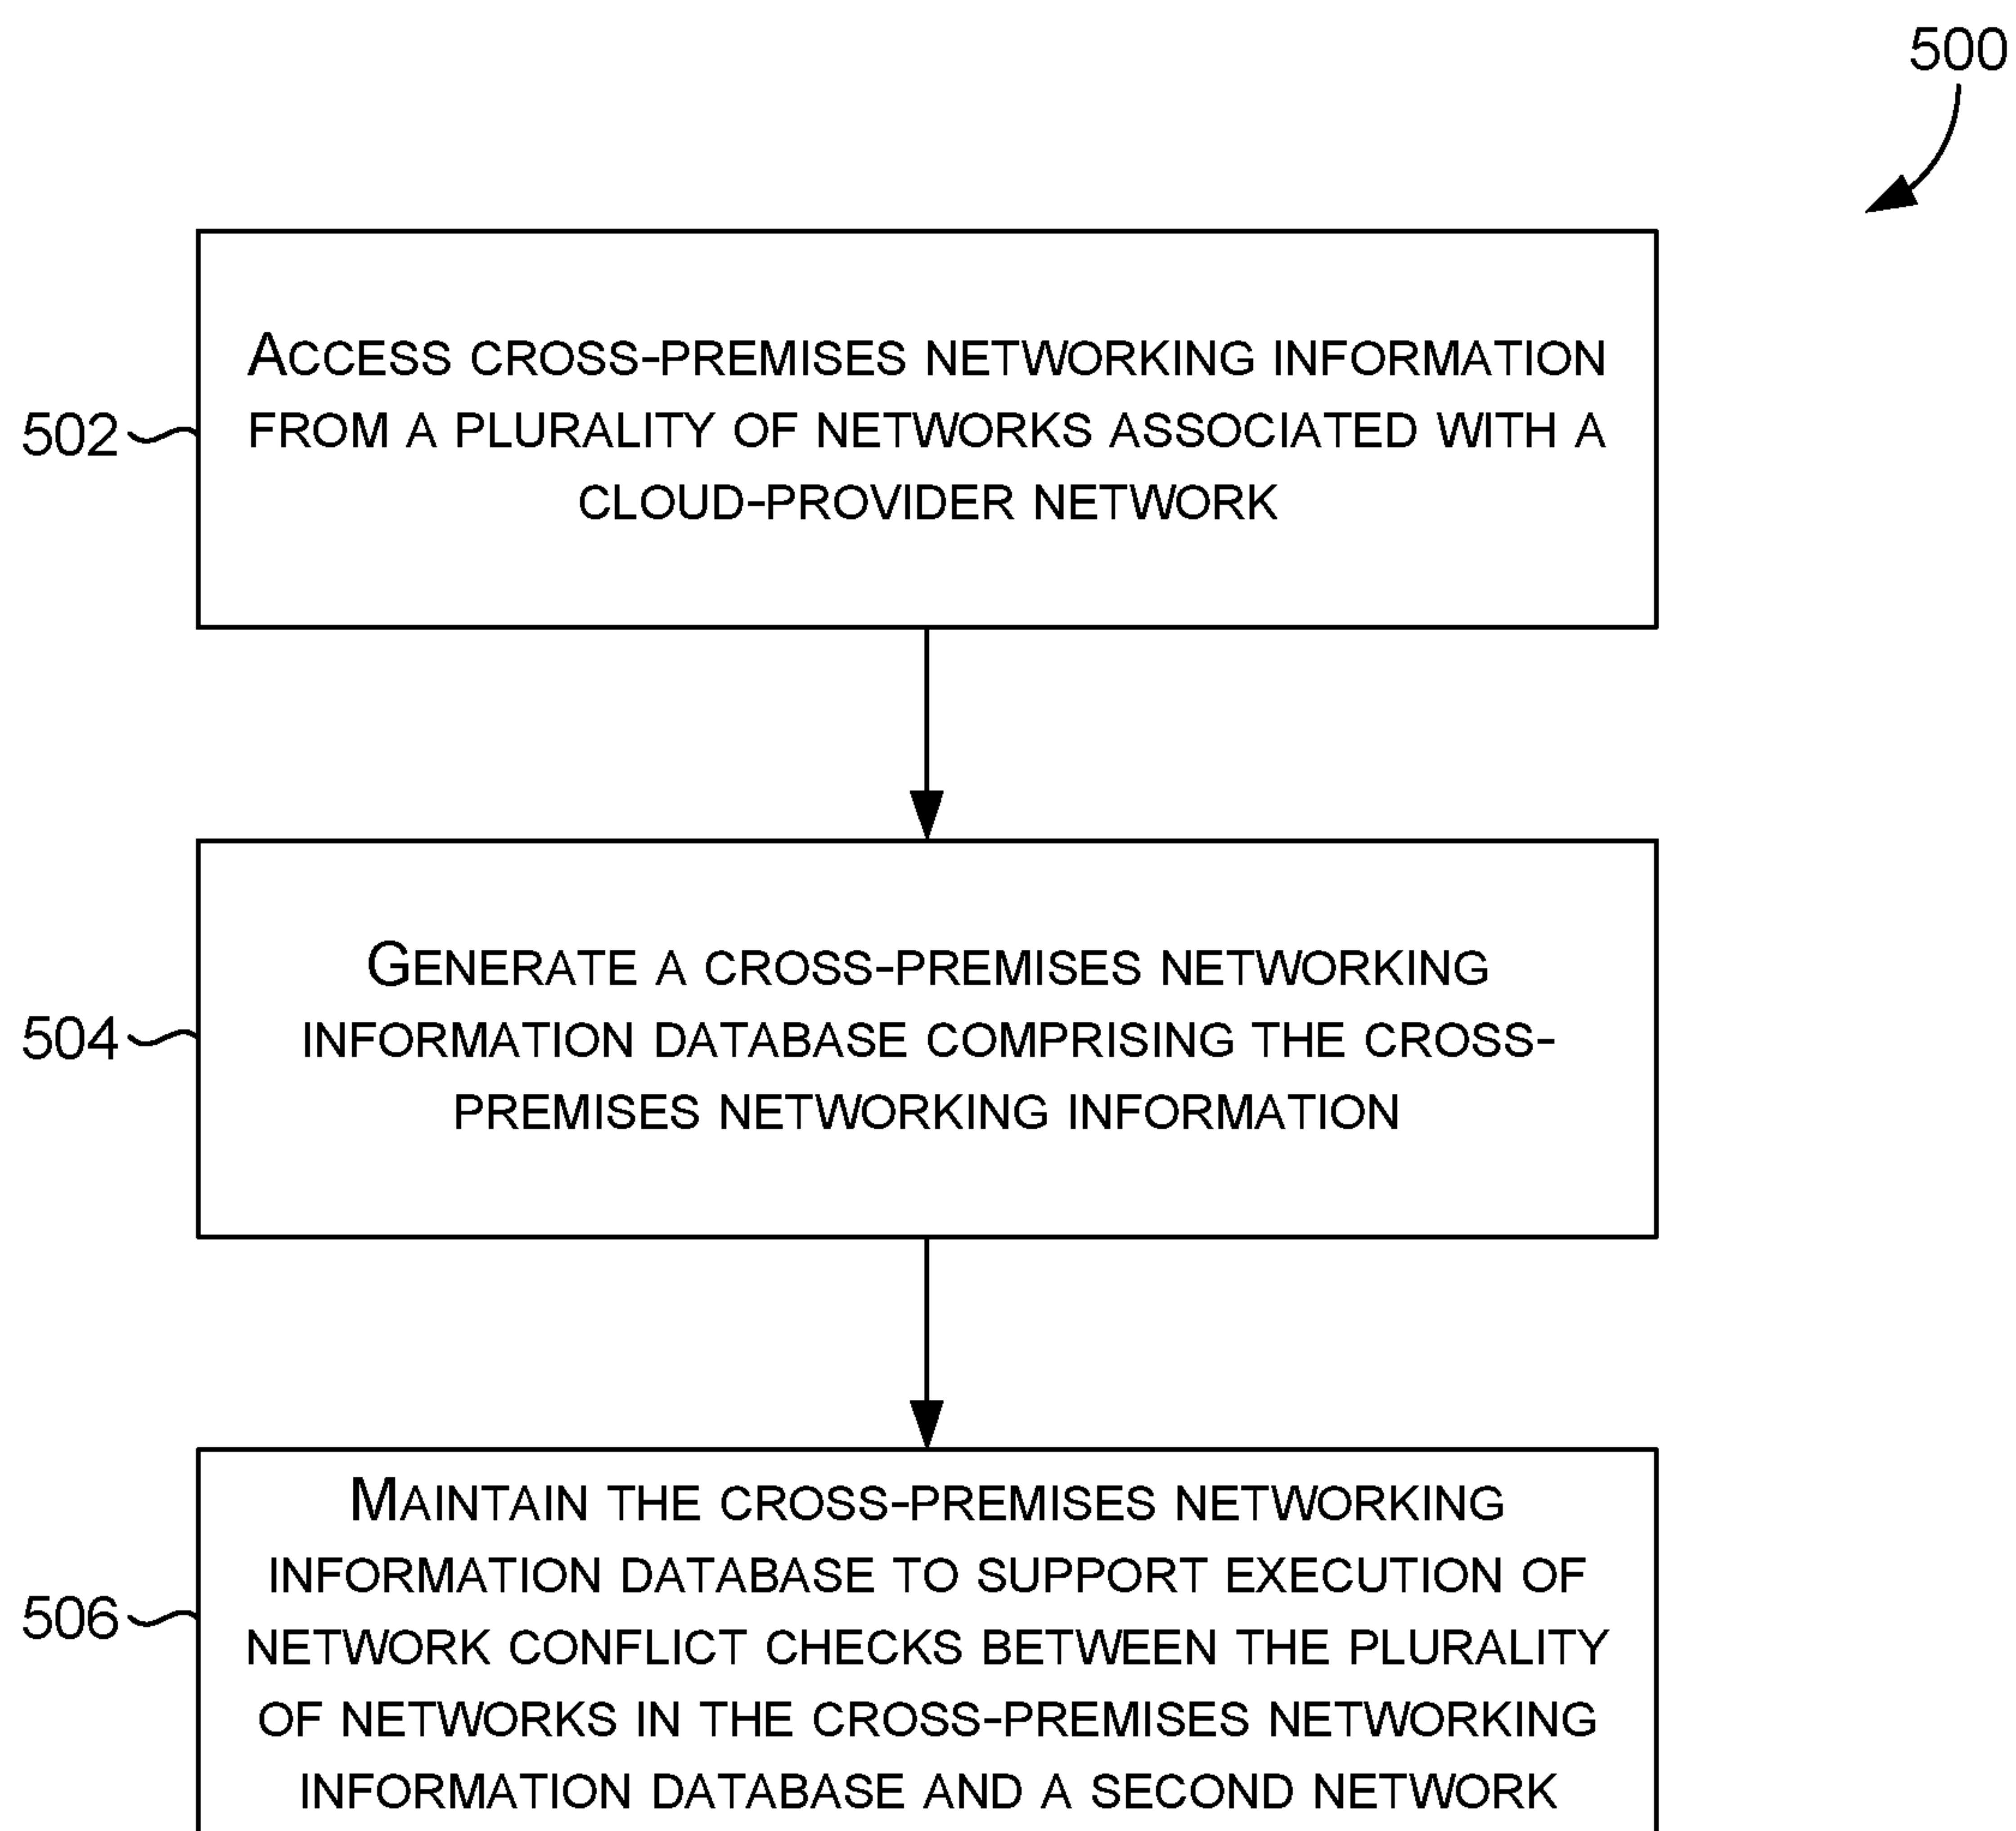 500
ACCESS CROSS-PREMISES NETWORKING INFORMATION
FROM A PLURALITY OF NETWORKS ASSOCIATED WITH A
CLOUD-PROVIDER NETWORK
502
GENERATE A CROSS-PREMISES NETWORKING
INFORMATION DATABASE COMPRISING THE CROSS-
PREMISES NETWORKING INFORMATION
504
MAINTAIN THE CROSS-PREMISES NETWORKING
INFORMATION DATABASE TO SUPPORT EXECUTION OF
NETWORK CONFLICT CHECKS BETWEEN THE PLURALITY
OF NETWORKS IN THE CROSS-PREMISES NETWORKING
INFORMATION DATABASE AND A SECOND NETWORK
506